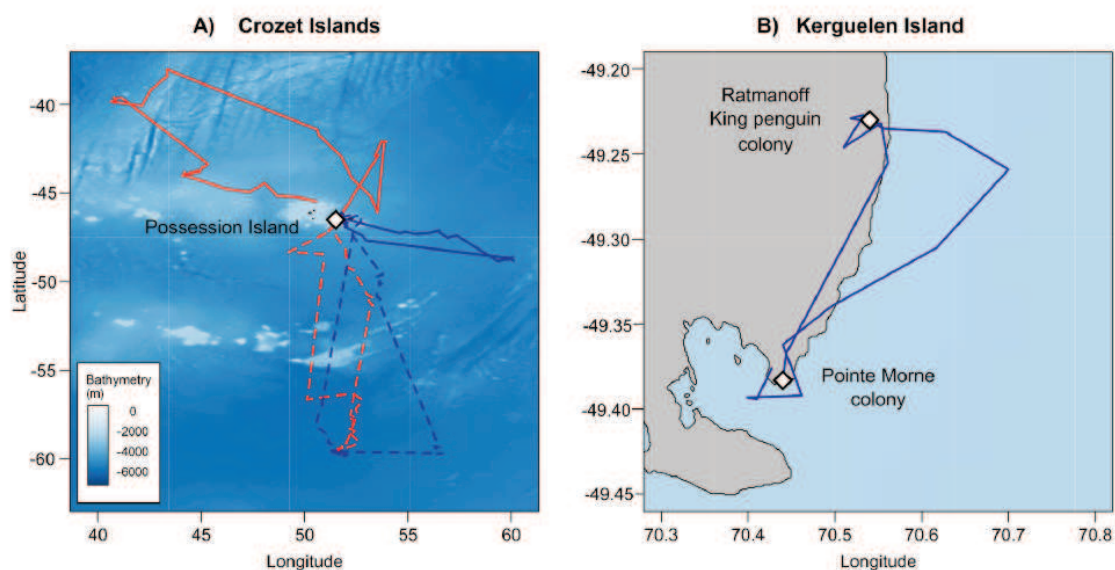 A) Crozet Islands
-40
-45
-50
-55
-60
Latitude
Possession Island
Bathymetry
(m)
0
-2000
-4000
-6000
40
45
50
55
60
Longitude
B) Kerguelen Island
-49.20
-49.25
-49.30
-49.35
-49.40
-49.45
Ratmanoff
King penguin
colony
Pointe Morne
colony
70.3
70.4
70.5
70.6
70.7
70.8
Longitude